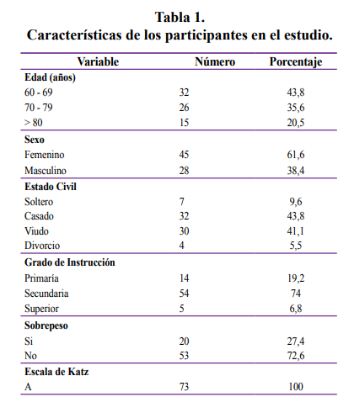 Tabla 1.
Características de los participantes en el estudio.
Variable Número Porcentaje
Edad (años)
60 - 69 32 43,8
70 - 79 26 35,6
> 80 15 20,5
Sexo
Femenino 45 61,6
Masculino 28 38,4
Estado Civil
Soltero 7 9,6
Casado 32 43,8
Viudo 30 41,1
Divorcio 4 5,5
Grado de Instrucción
Primaría 14 19,2
Secundaria 54 74
Superior 5 6,8
Sobrepeso
Si 20 27,4
No 53 72,6
Escala de Katz
A 73 100